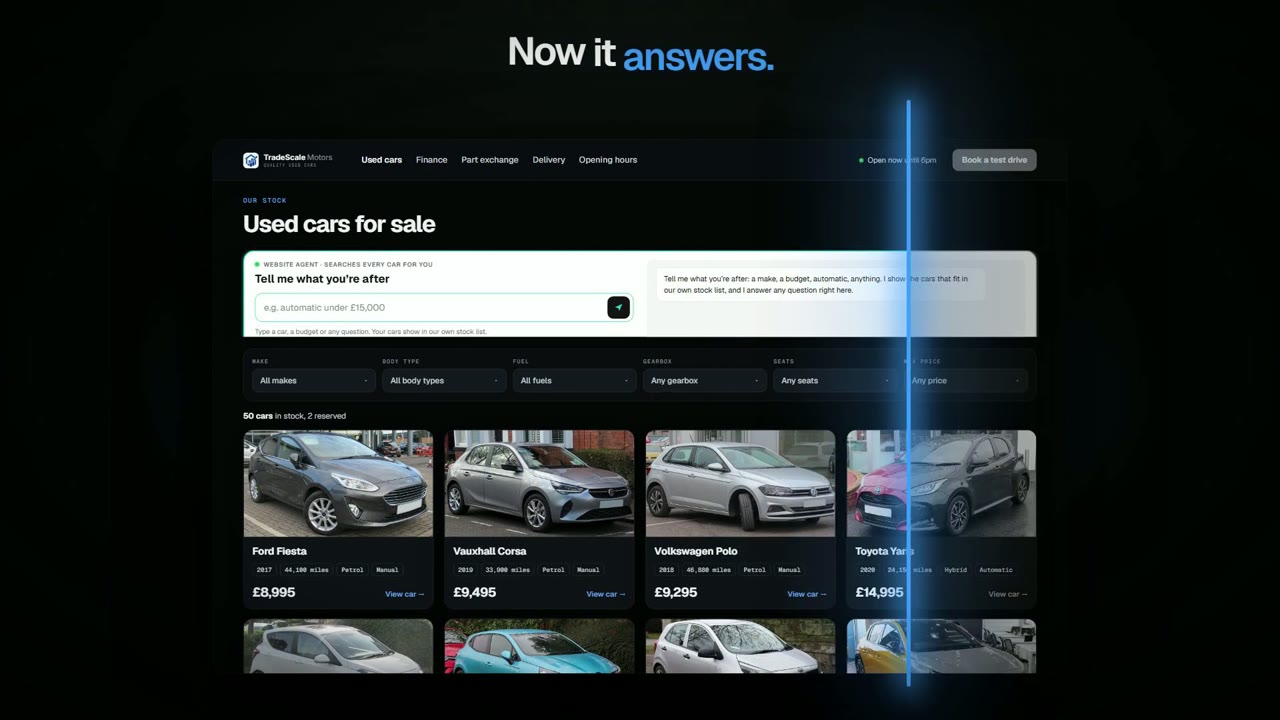 Now it answers.
TradeScale Motors
QUALITY USED CARS
Used cars
Finance
Part exchange
Delivery
Opening hours
Open now until 6pm
Book a test drive
OUR STOCK
Used cars for sale
WEBSITE AGENT · SEARCHES EVERY CAR FOR YOU
Tell me what you're after
e.g. automatic under £15,000
Type a car, a budget or any question. Your cars show in our own stock list.
Tell me what you're after: a make, a budget, automatic, anything. I show the cars that fit in
our own stock list, and I answer any question right here.
MAKE
BODY TYPE
FUEL
GEARBOX
SEATS
PRICE
All makes
All body types
All fuels
Any gearbox
Any seats
Any price
50 cars in stock, 2 reserved
Ford Fiesta
2017 44,100 miles Petrol Manual
£8,995 View car →
Vauxhall Corsa
2019 33,900 miles Petrol Manual
£9,495 View car →
Volkswagen Polo
2018 46,880 miles Petrol Manual
£9,295 View car →
Toyota Yaris
2020 miles Hybrid Automatic
£14,995 View car →